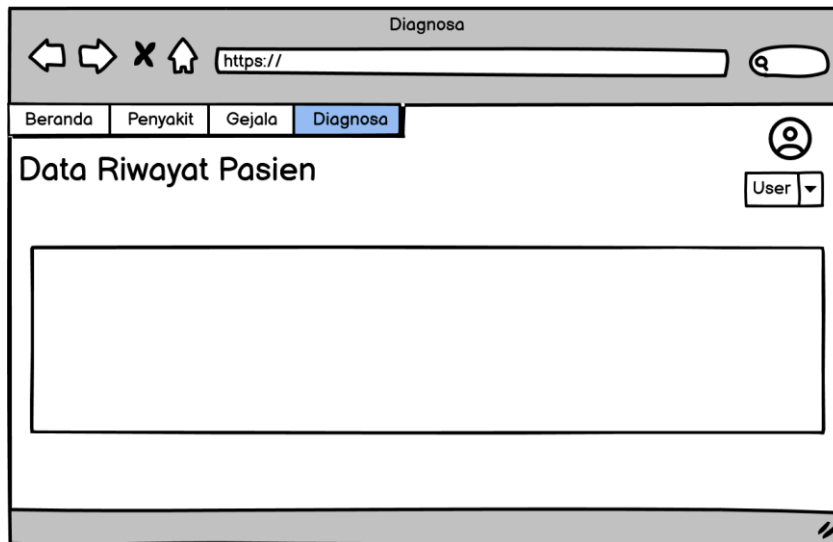 Diagnosa
https://
Beranda Penyakit Gejala Diagnosa
Data Riwayat Pasien
User